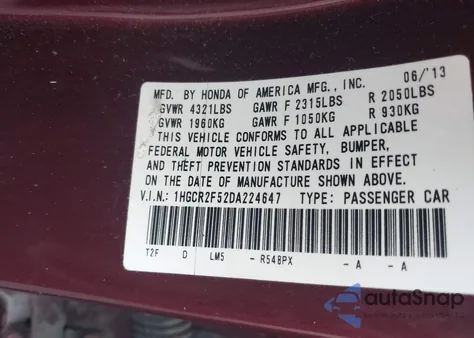 MFD. BY HONDA OF AMERICA MFG., INC. 06/'13
GVWR 4321LBS GAWR F 2315LBS R 2050LBS
GVWR 1960KG GAWR F 1050KG R 930KG
THIS VEHICLE CONFORMS TO ALL APPLICABLE
FEDERAL MOTOR VEHICLE SAFETY, BUMPER,
AND THEFT PREVENTION STANDARDS IN EFFECT
ON THE DATE OF MANUFACTURE SHOWN ABOVE.
V.I.N.: 1HGCR2F52DA224647 TYPE: PASSENGER CAR
T2F D LM5 - R548PX -A -A
autoSnap